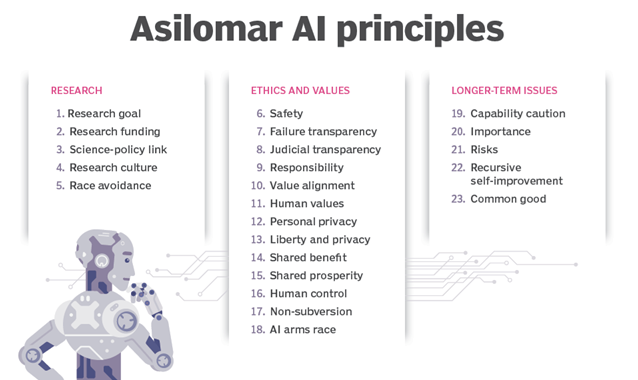 Asilomar AI principles
RESEARCH
1. Research goal
2. Research funding
3. Science-policy link
4. Research culture
5. Race avoidance
ETHICS AND VALUES
6. Safety
7. Failure transparency
8. Judicial transparency
9. Responsibility
10. Value alignment
11. Human values
12. Personal privacy
13. Liberty and privacy
14. Shared benefit
15. Shared prosperity
16. Human control
17. Non-subversion
18. AI arms race
LONGER-TERM ISSUES
19. Capability caution
20. Importance
21. Risks
22. Recursive
self-improvement
23. Common good